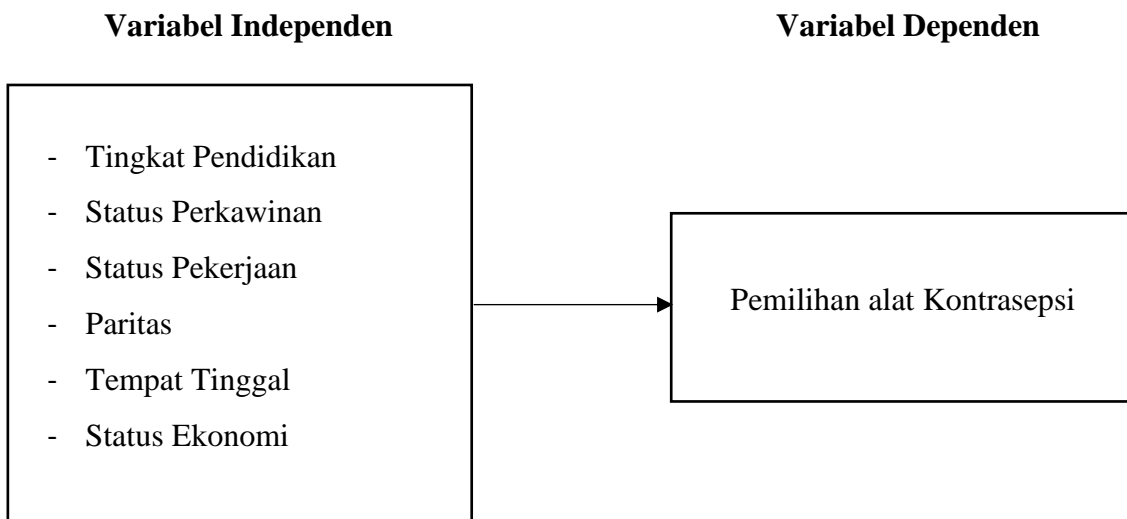 Variabel Independen
Variabel Dependen
- Tingkat Pendidikan
- Status Perkawinan
- Status Pekerjaan
- Paritas
- Tempat Tinggal
- Status Ekonomi
Pemilihan alat Kontrasepsi